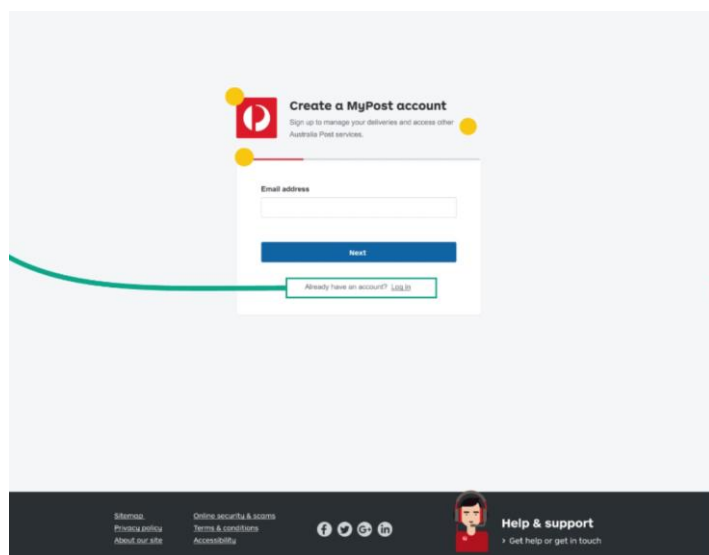 Create a MyPost account
Sign up to manage your deliveries and access other
Australia Post services.
Email address
Next
Already have an account? Log in
Sitemap
Privacy policy
About our site
Online security & scams
Terms & conditions
Accessibility
Help & support
› Get help or get in touch